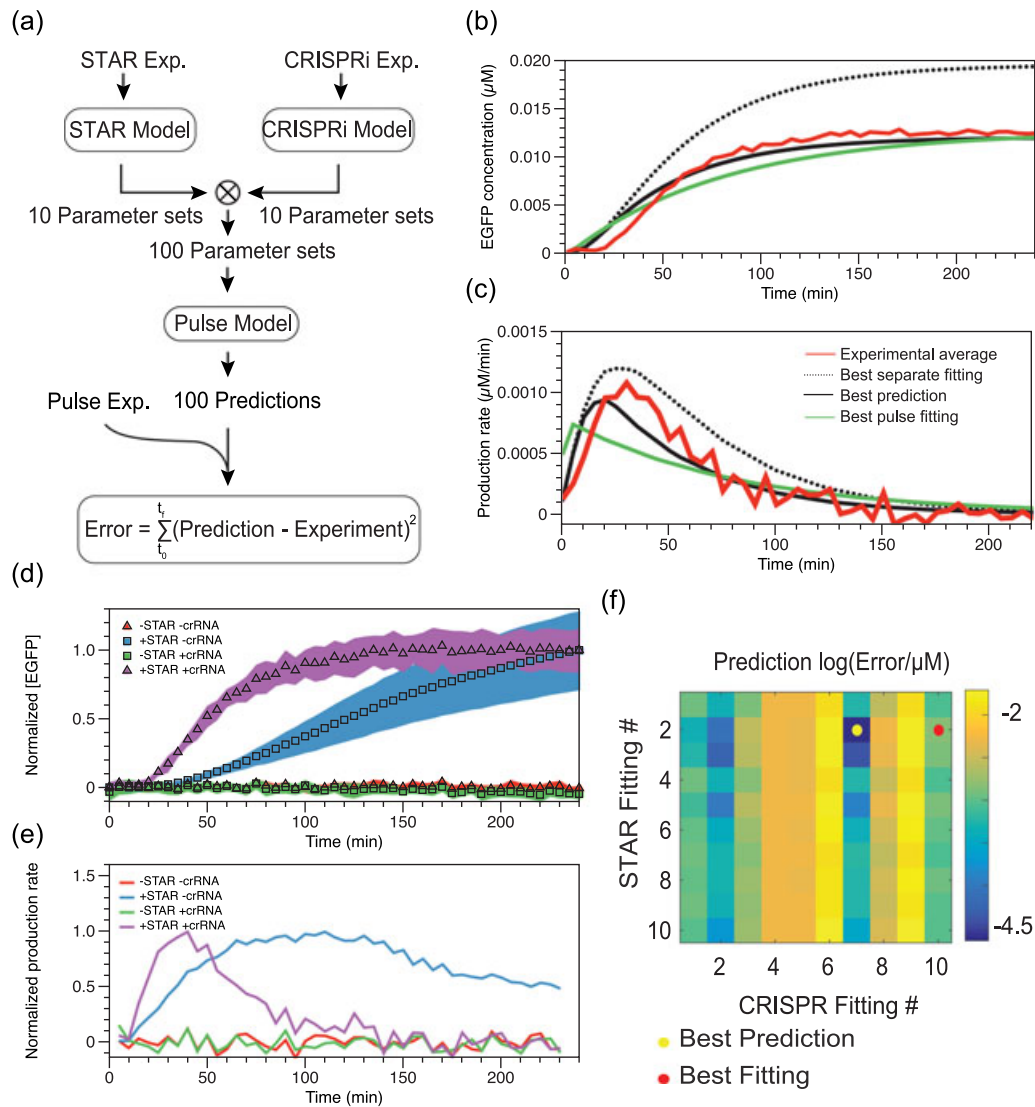 (a)
STAR Exp.
CRISPRi Exp.
STAR Model
CRISPRi Model
10 Parameter sets
10 Parameter sets
100 Parameter sets
Pulse Model
Pulse Exp.
100 Predictions
Error = tf∑t0 (Prediction - Experiment)2
(b)
EGFP concentration (µM)
0.020
0.015
0.010
0.005
0
0 50 100 150 200
Time (min)
(c)
Production rate (µM/min)
0.0015
0.0010
0.0005
0
Experimental average
Best separate fitting
Best prediction
Best pulse fitting
0 50 100 150 200
Time (min)
(d)
Normalized [EGFP]
1.0
0.5
0
-STAR -crRNA
+STAR -crRNA
-STAR +crRNA
+STAR +crRNA
0 50 100 150 200
Time (min)
(e)
Normalized production rate
1.5
1.0
0.5
0
-STAR -crRNA
+STAR -crRNA
-STAR +crRNA
+STAR +crRNA
0 50 100 150 200
Time (min)
(f)
Prediction log(Error/µM)
STAR Fitting #
2
4
6
8
10
2 4 6 8 10
CRISPR Fitting #
-2
-4.5
Best Prediction
Best Fitting